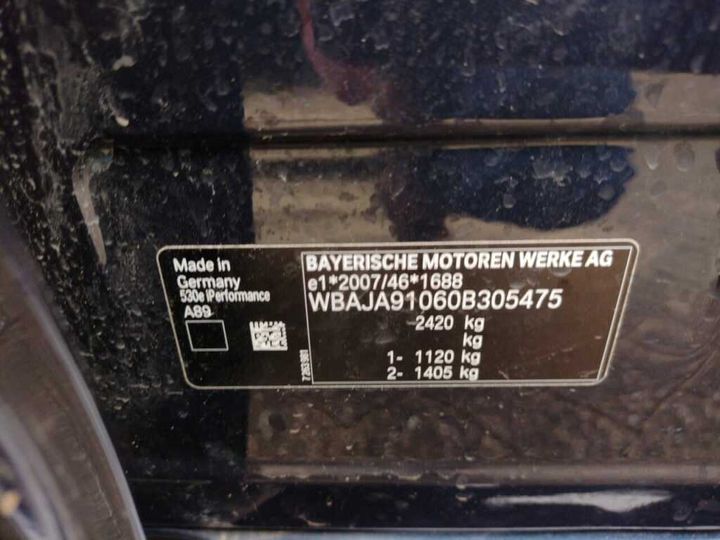 Made in
Germany
530e iPerformance
A89
7263981
BAYERISCHE MOTOREN WERKE AG
e1*2007/46*1688
WBAJA91060B305475
2420 kg
kg
1- 1120 kg
2- 1405 kg